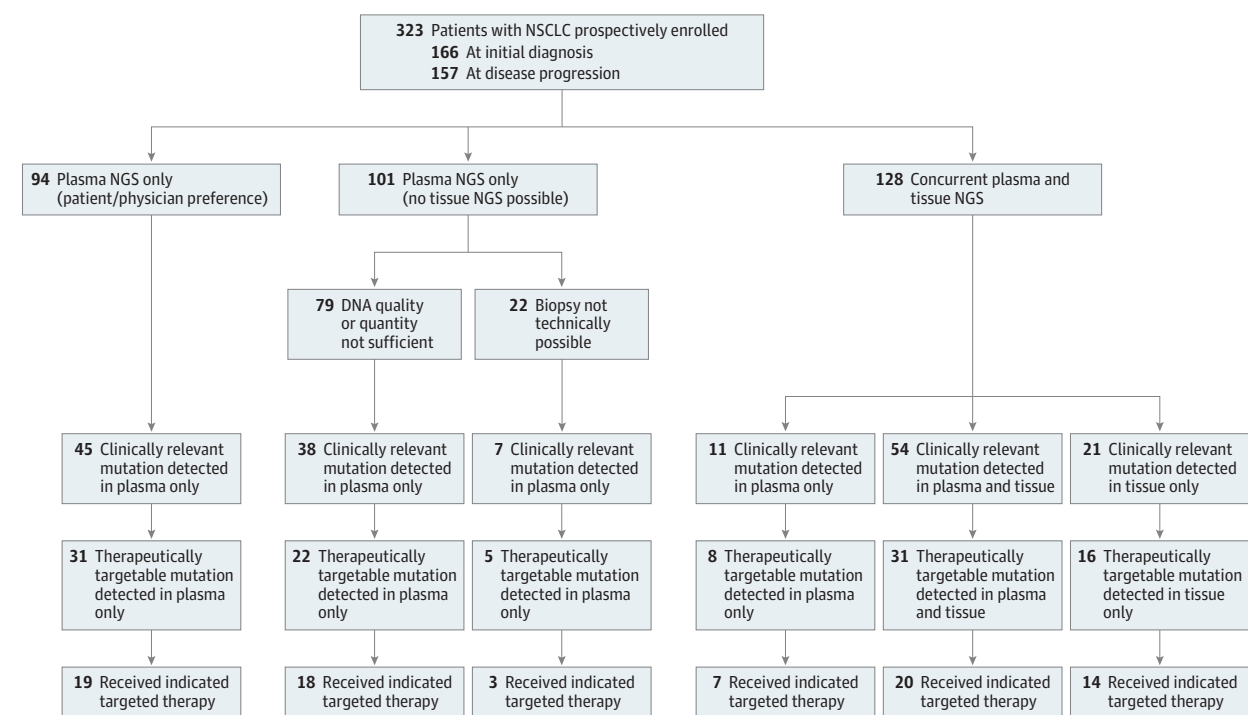 323 Patients with NSCLC prospectively enrolled
166 At initial diagnosis
157 At disease progression
94 Plasma NGS only
(patient/physician preference)
101 Plasma NGS only
(no tissue NGS possible)
128 Concurrent plasma and
tissue NGS
79 DNA quality
or quantity
not sufficient
22 Biopsy not
technically
possible
45 Clinically relevant
mutation detected
in plasma only
38 Clinically relevant
mutation detected
in plasma only
7 Clinically relevant
mutation detected
in plasma only
11 Clinically relevant
mutation detected
in plasma only
54 Clinically relevant
mutation detected
in plasma and tissue
21 Clinically relevant
mutation detected
in tissue only
31 Therapeutically
targetable mutation
detected in plasma
only
22 Therapeutically
targetable mutation
detected in plasma
only
5 Therapeutically
targetable mutation
detected in plasma
only
8 Therapeutically
targetable mutation
detected in plasma
only
31 Therapeutically
targetable mutation
detected in plasma
and tissue
16 Therapeutically
targetable mutation
detected in tissue
only
19 Received indicated
targeted therapy
18 Received indicated
targeted therapy
3 Received indicated
targeted therapy
7 Received indicated
targeted therapy
20 Received indicated
targeted therapy
14 Received indicated
targeted therapy